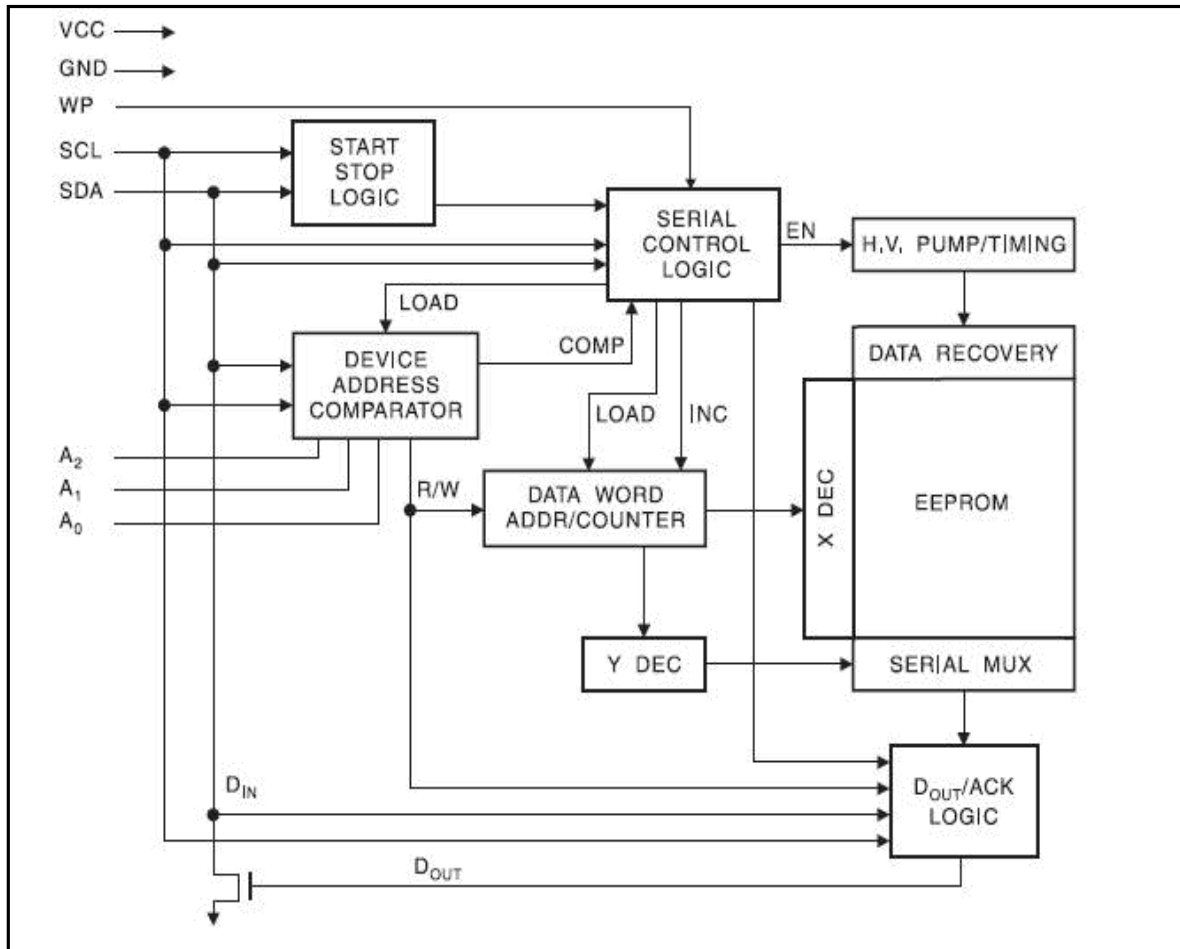 VCC
GND
WP
SCL
SDA
START
STOP
LOGIC
SERIAL
CONTROL
LOGIC
EN
H.V. PUMP/TIMING
LOAD
COMP
DEVICE
ADDRESS
COMPARATOR
LOAD
INC
DATA RECOVERY
A2
A1
A0
R/W
DATA WORD
ADDR/COUNTER
X DEC
EEPROM
Y DEC
SERIAL MUX
DIN
DOUT/ACK
LOGIC
DOUT